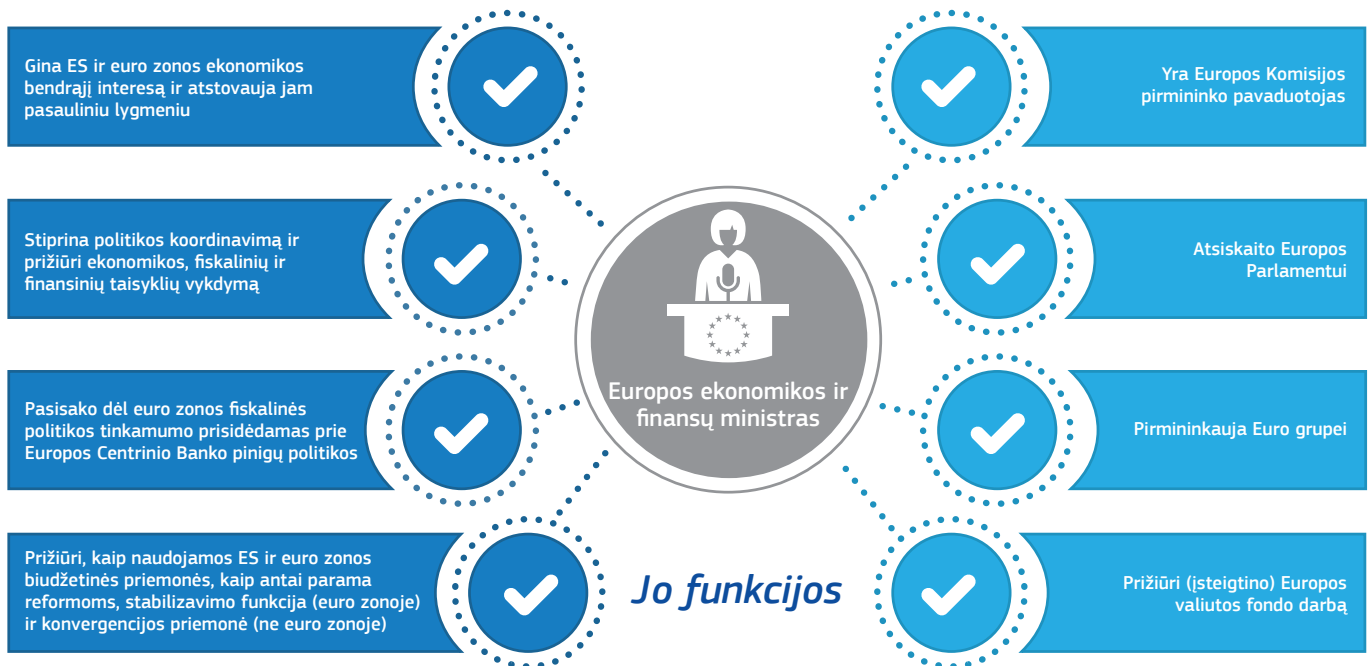 Gina ES ir euro zonos ekonomikos
bendrąjį interesą ir atstovauja jam
pasauliniu lygmeniu
Stiprina politikos koordinavimą ir
prižiūri ekonomikos, fiskalinių ir
finansinių taisyklių vykdymą
Pasisako dėl euro zonos fiskalinės
politikos tinkamumo prisidėdamas prie
Europos Centrinio Banko pinigų politikos
Prižiūri, kaip naudojamos ES ir euro zonos
biudžetinės priemonės, kaip antai parama
reformoms, stabilizavimo funkcija (euro zonoje)
ir konvergencijos priemonė (ne euro zonoje)
Europos ekonomikos ir
finansų ministras
Jo funkcijos
Yra Europos Komisijos
pirmininko pavaduotojas
Atsiskaito Europos
Parlamentui
Pirmininkauja Euro grupei
Prižiūri (įsteigtino) Europos
valiutos fondo darbą